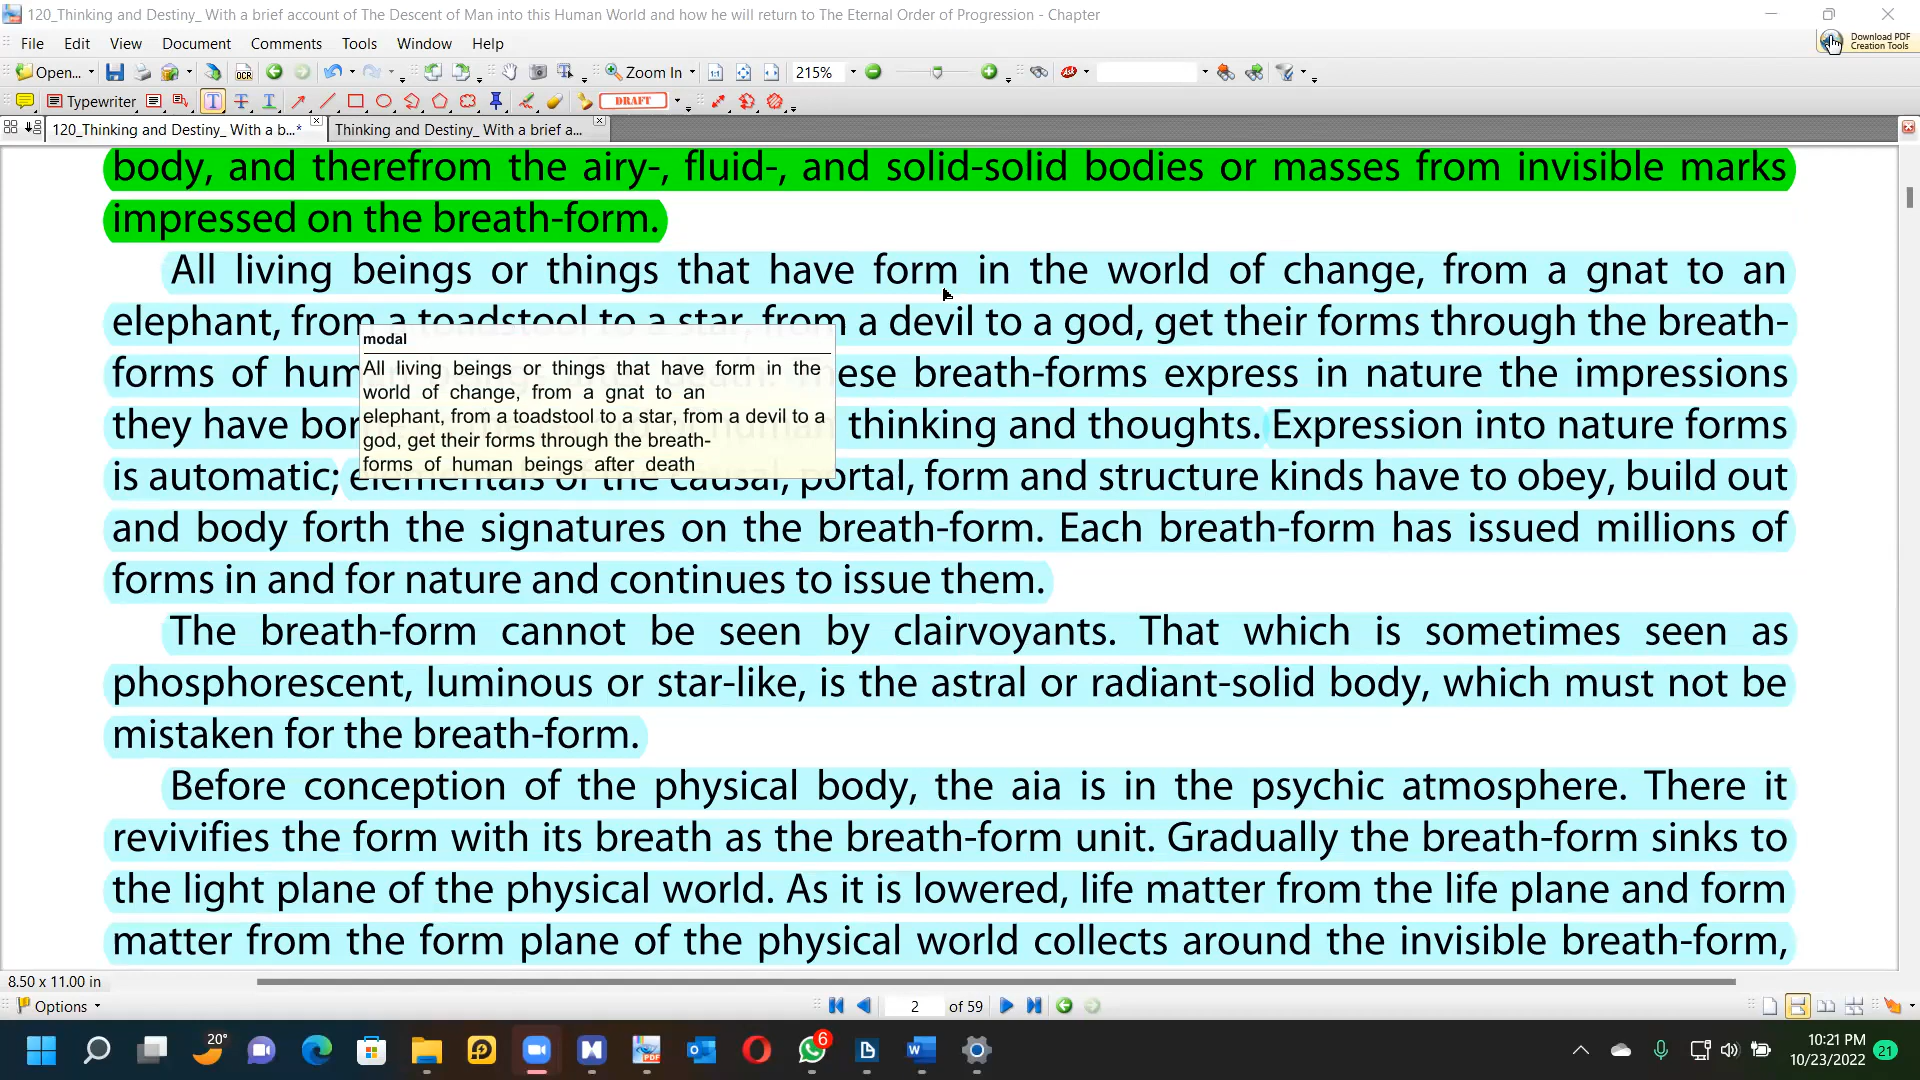 120_Thinking and Destiny_ With a brief account of The Descent of Man into this Human World and how he will return to The Eternal Order of Progression - Chapter
File Edit View Document Comments Tools Window Help
Download PDF
Creation Tools
Open... OCR Zoom In 215%
Typewriter DRAFT
120_Thinking and Destiny_ With a b...* Thinking and Destiny_ With a brief a...
body, and therefrom the airy-, fluid-, and solid-solid bodies or masses from invisible marks
impressed on the breath-form.
All living beings or things that have form in the world of change, from a gnat to an
elephant, from a toadstool to a star, from a devil to a god, get their forms through the breath-
forms of human beings after death. These breath-forms express in nature the impressions
they have bor human thinking and thoughts. Expression into nature forms
is automatic; elementals of the causal, portal, form and structure kinds have to obey, build out
and body forth the signatures on the breath-form. Each breath-form has issued millions of
forms in and for nature and continues to issue them.
modal
All living beings or things that have form in the
world of change, from a gnat to an
elephant, from a toadstool to a star, from a devil to a
god, get their forms through the breath-
forms of human beings after death
The breath-form cannot be seen by clairvoyants. That which is sometimes seen as
phosphorescent, luminous or star-like, is the astral or radiant-solid body, which must not be
mistaken for the breath-form.
Before conception of the physical body, the aia is in the psychic atmosphere. There it
revivifies the form with its breath as the breath-form unit. Gradually the breath-form sinks to
the light plane of the physical world. As it is lowered, life matter from the life plane and form
matter from the form plane of the physical world collects around the invisible breath-form,
8.50 x 11.00 in
Options 2 of 59
20° 6
10:21 PM
10/23/2022 21